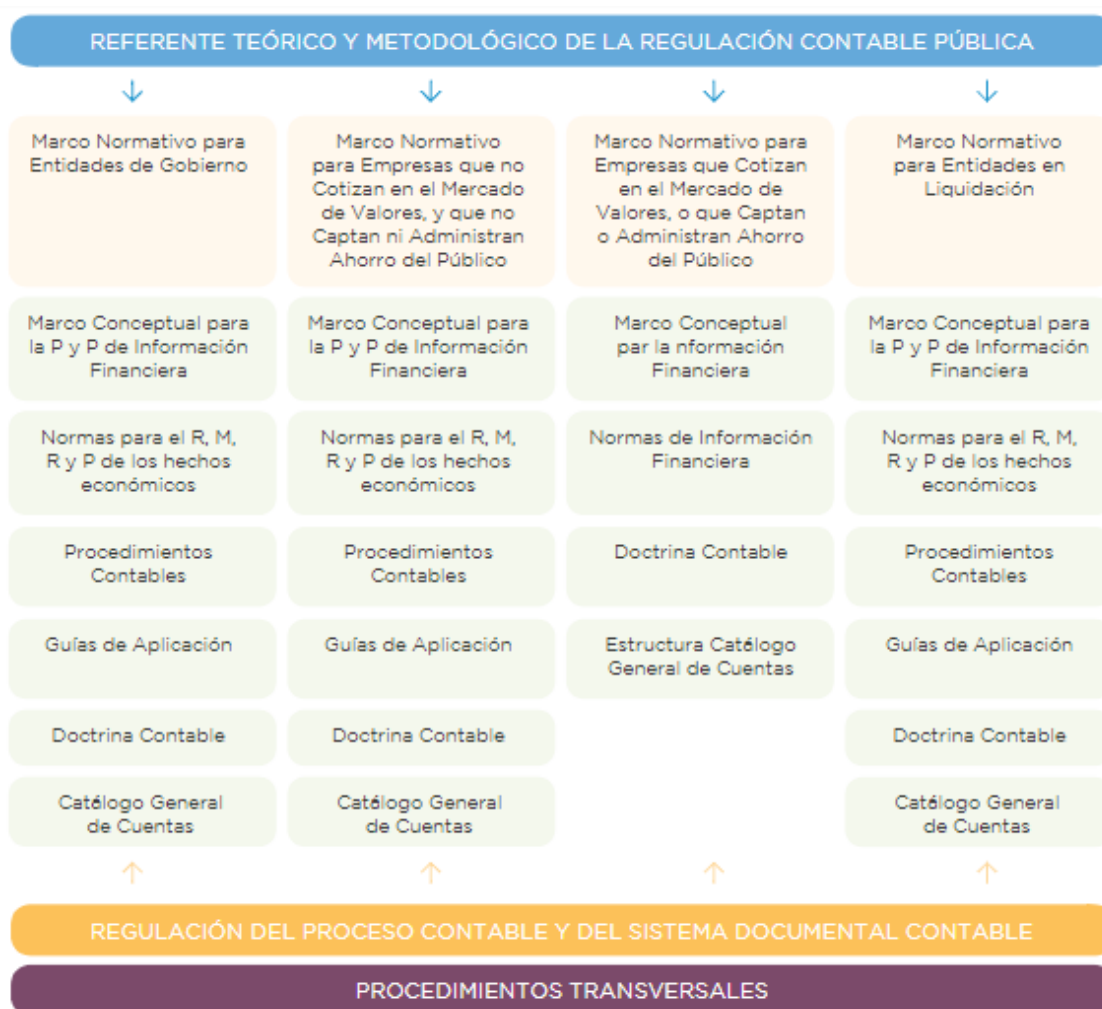 REFERENTE TEÓRICO Y METODOLÓGICO DE LA REGULACIÓN CONTABLE PÚBLICA
Marco Normativo para
Entidades de Gobierno
Marco Normativo
para Empresas que no
Cotizan en el Mercado
de Valores, y que no
Captan ni Administran
Ahorro del Público
Marco Normativo para
Empresas que Cotizan
en el Mercado de
Valores, o que Captan
o Administran Ahorro
del Público
Marco Normativo
para Entidades en
Liquidación
Marco Conceptual para
la P y P de Información
Financiera
Marco Conceptual para
la P y P de Información
Financiera
Marco Conceptual
par la nformación
Financiera
Marco Conceptual para
la P y P de Información
Financiera
Normas para el R, M,
R y P de los hechos
económicos
Normas para el R, M,
R y P de los hechos
económicos
Normas de Información
Financiera
Normas para el R, M,
R y P de los hechos
económicos
Procedimientos
Contables
Procedimientos
Contables
Doctrina Contable
Procedimientos
Contables
Guías de Aplicación
Guías de Aplicación
Estructura Catálogo
General de Cuentas
Guías de Aplicación
Doctrina Contable
Doctrina Contable
Doctrina Contable
Catálogo General
de Cuentas
Catálogo General
de Cuentas
Catálogo General
de Cuentas
REGULACIÓN DEL PROCESO CONTABLE Y DEL SISTEMA DOCUMENTAL CONTABLE
PROCEDIMIENTOS TRANSVERSALES